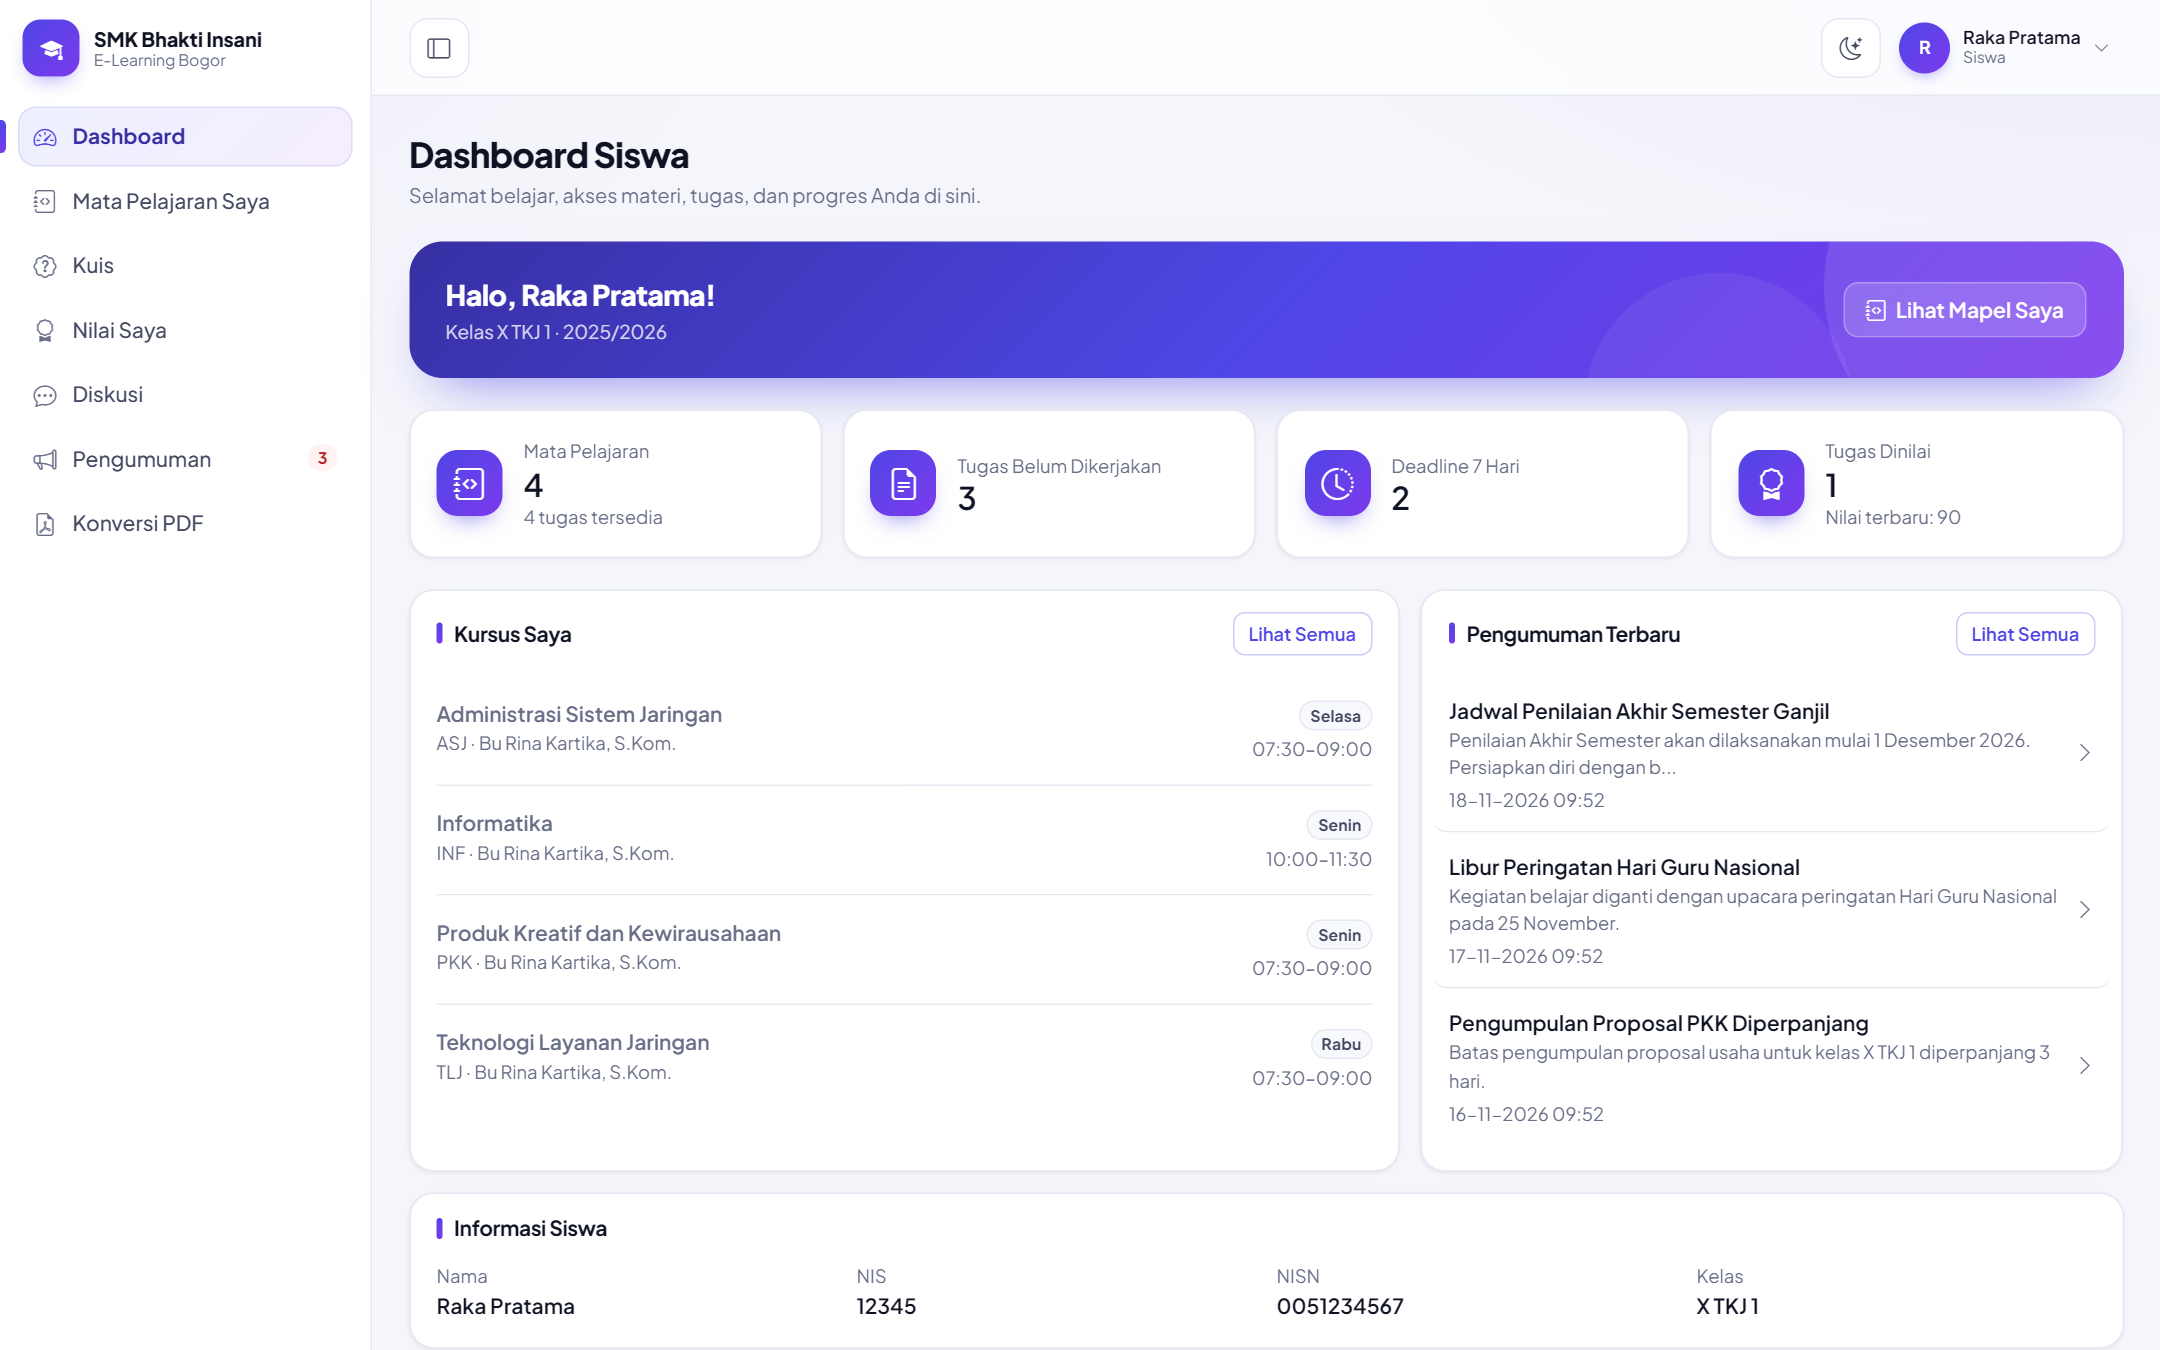 SMK Bhakti Insani
E-Learning Bogor
Dashboard
Mata Pelajaran Saya
Kuis
Nilai Saya
Diskusi
Pengumuman
3
Konversi PDF
R
Raka Pratama
Siswa
Dashboard Siswa
Selamat belajar, akses materi, tugas, dan progres Anda di sini.
Halo, Raka Pratama!
Kelas X TKJ 1 · 2025/2026
Lihat Mapel Saya
Mata Pelajaran
4
4 tugas tersedia
Tugas Belum Dikerjakan
3
Deadline 7 Hari
2
Tugas Dinilai
1
Nilai terbaru: 90
Kursus Saya
Lihat Semua
Administrasi Sistem Jaringan
ASJ · Bu Rina Kartika, S.Kom.
Selasa
07:30–09:00
Informatika
INF · Bu Rina Kartika, S.Kom.
Senin
10:00–11:30
Produk Kreatif dan Kewirausahaan
PKK · Bu Rina Kartika, S.Kom.
Senin
07:30–09:00
Teknologi Layanan Jaringan
TLJ · Bu Rina Kartika, S.Kom.
Rabu
07:30–09:00
Pengumuman Terbaru
Lihat Semua
Jadwal Penilaian Akhir Semester Ganjil
Penilaian Akhir Semester akan dilaksanakan mulai 1 Desember 2026.
Persiapkan diri dengan b...
18-11-2026 09:52
Libur Peringatan Hari Guru Nasional
Kegiatan belajar diganti dengan upacara peringatan Hari Guru Nasional
pada 25 November.
17-11-2026 09:52
Pengumpulan Proposal PKK Diperpanjang
Batas pengumpulan proposal usaha untuk kelas X TKJ 1 diperpanjang 3
hari.
16-11-2026 09:52
Informasi Siswa
Nama
Raka Pratama
NIS
12345
NISN
0051234567
Kelas
X TKJ 1